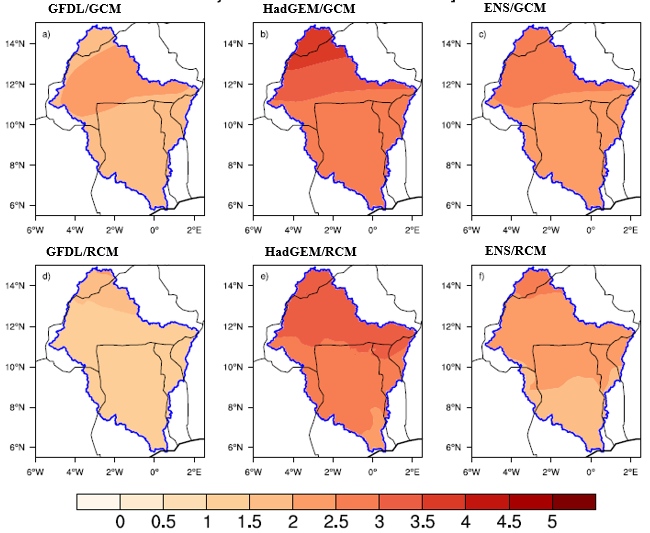 GFDL/GCM HadGEM/GCM ENS/GCM
a) b) c)
14°N 14°N 14°N
12°N 12°N 12°N
10°N 10°N 10°N
8°N 8°N 8°N
6°N 6°N 6°N
6°W 4°W 2°W 0° 2°E 6°W 4°W 2°W 0° 2°E 6°W 4°W 2°W 0° 2°E
GFDL/RCM HadGEM/RCM ENS/RCM
d) e) f)
14°N 14°N 14°N
12°N 12°N 12°N
10°N 10°N 10°N
8°N 8°N 8°N
6°N 6°N 6°N
6°W 4°W 2°W 0° 2°E 6°W 4°W 2°W 0° 2°E 6°W 4°W 2°W 0° 2°E
0 0.5 1 1.5 2 2.5 3 3.5 4 4.5 5